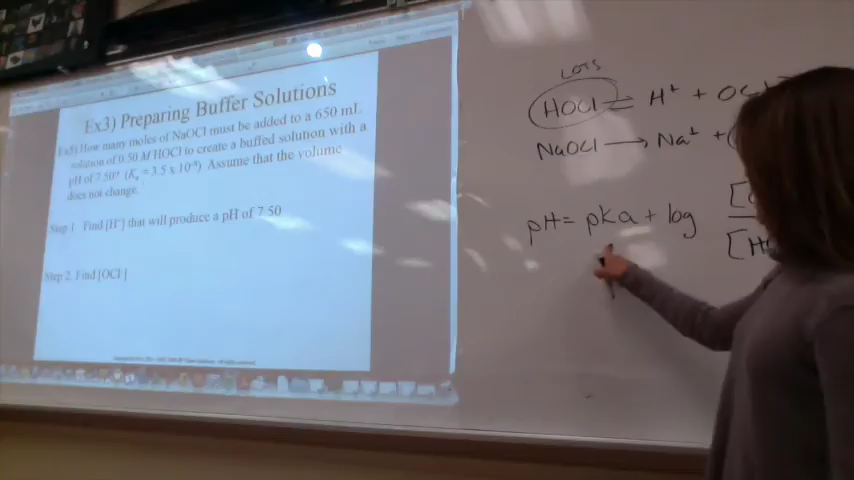 Ex3) Preparing Buffer Solutions
Ex3) How many moles of NaOCl must be added to a 650 mL
solution of 0.50 M HOCl to create a buffered solution with a
pH of 7.50? (Ka = 3.5 x 10-8) Assume that the volume
does not change.
Step 1. Find [H+] that will produce a pH of 7.50
Step 2. Find [OCl-]
LOTS
HOCl ⇌ H+ + OCl
NaOCl → Na+ +
pH = pKa + log